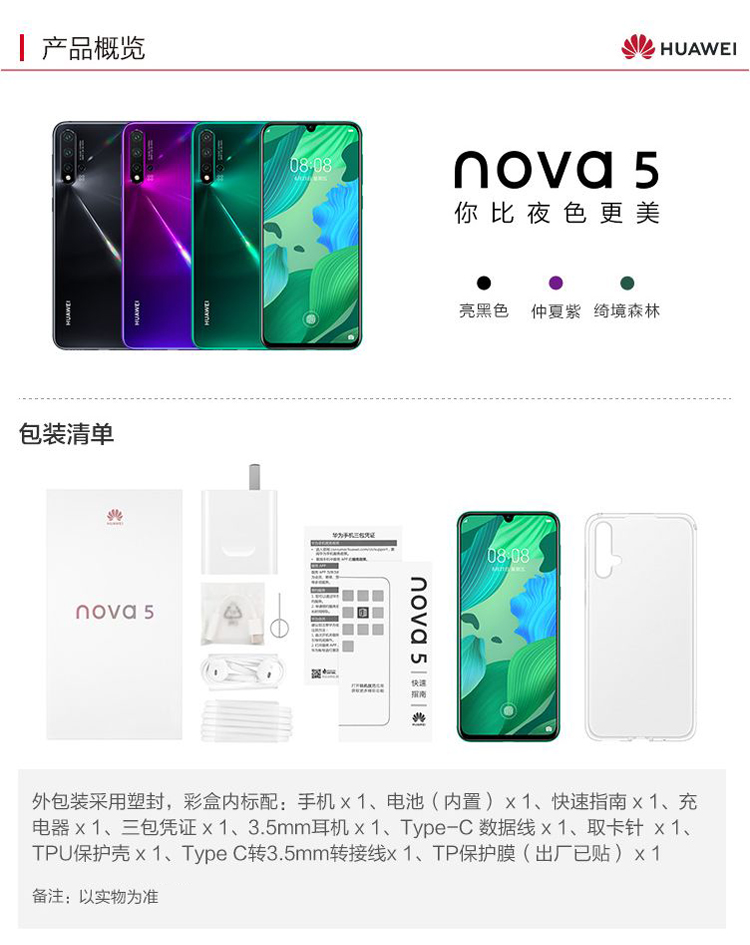 产品概览
HUAWEI
08:08
HUAWEI
HUAWEI
HUAWEI
nova 5
你比夜色更美
亮黑色 仲夏紫 绮境森林
包装清单
HUAWEI
nova 5
华为手机三包凭证
nova 5
快速
指南
HUAWEI
08:08
外包装采用塑封，彩盒内标配：手机 x 1、电池（内置） x 1、快速指南 x 1、充
电器 x 1、三包凭证 x 1、3.5mm耳机 x 1、Type-C 数据线 x 1、取卡针 x 1、
TPU保护壳 x 1、Type C转3.5mm转接线x 1、TP保护膜（出厂已贴）x 1
备注：以实物为准